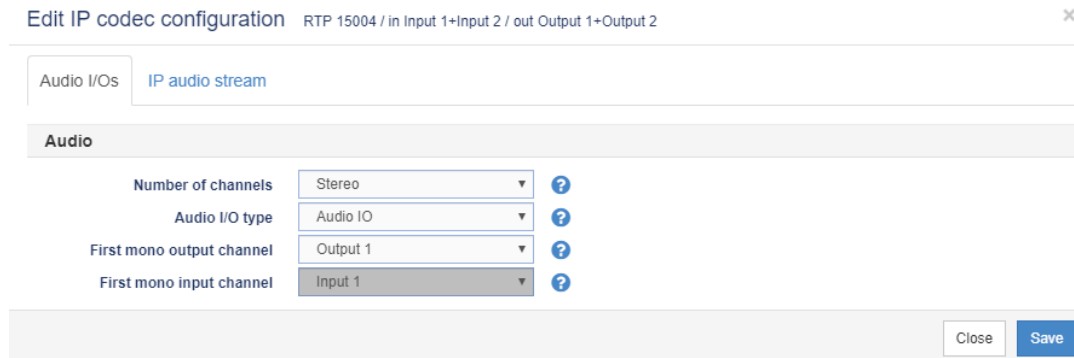 Edit IP codec configuration RTP 15004 / in Input 1+Input 2 / out Output 1+Output 2 ×
Audio I/Os IP audio stream
Audio
Number of channels Stereo ?
Audio I/O type Audio IO ?
First mono output channel Output 1 ?
First mono input channel Input 1 ?
Close Save